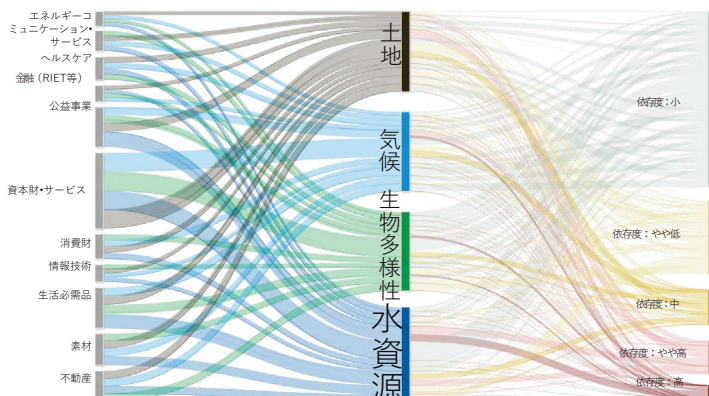 エネルギーコ
ミュニケーション•
サービス
ヘルスケア
金融（RIET等）
公益事業
資本財•サービス
消費財
情報技術
生活必需品
素材
不動産
土地
気候
生物多様性
水資源
依存度：小
依存度：やや低
依存度：中
依存度：やや高
依存度：高